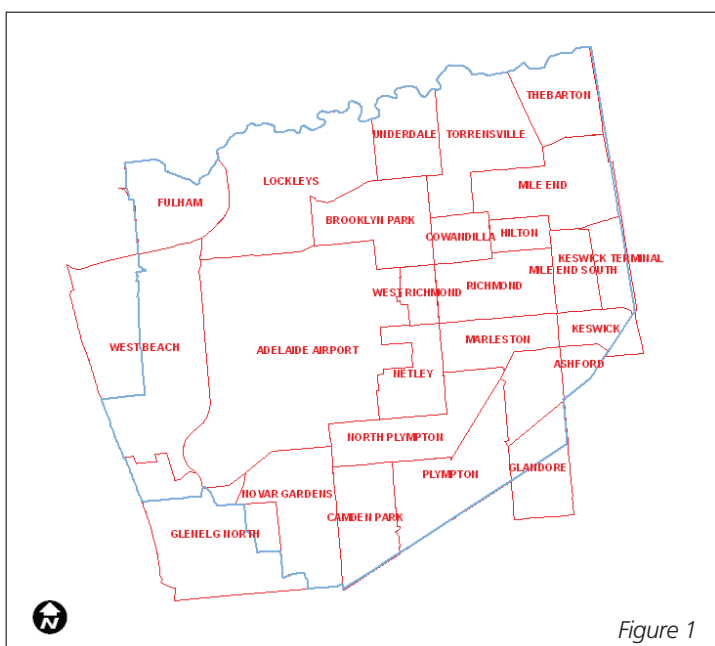 THEBARTON
UNDERDALE
TORRENSVILLE
LOCKLEYS
MILE END
FULHAM
BROOKLYN PARK
COWANDILLA
HILTON
KESWICK TERMINAL
MILE END SOUTH
WEST RICHMOND
RICHMOND
KESWICK
MARLESTON
WEST BEACH
ADELAIDE AIRPORT
ASHFORD
NETLEY
NORTH PLYMPTON
PLYMPTON
GLANDORE
NOVAR GARDENS
CAMDEN PARK
GLENELG NORTH
N
Figure 1